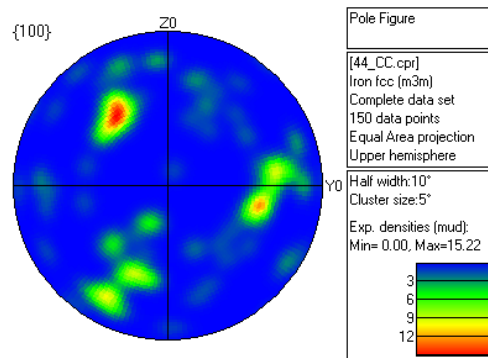 {100}
Z0
Y0
Pole Figure
[44_CC.cpr]
Iron fcc (m3m)
Complete data set
150 data points
Equal Area projection
Upper hemisphere
Half width:10°
Cluster size:5°
Exp. densities (mud):
Min= 0.00, Max=15.22
3
6
9
12